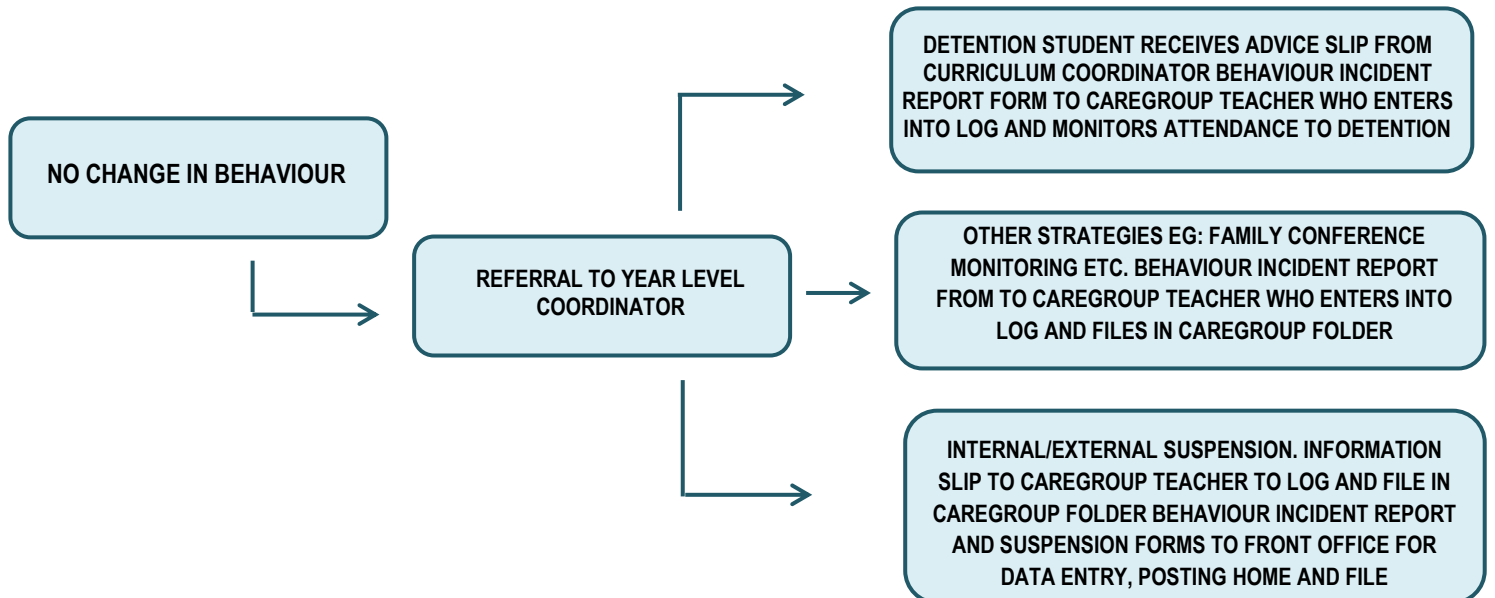 NO CHANGE IN BEHAVIOUR
REFERRAL TO YEAR LEVEL
COORDINATOR
DETENTION STUDENT RECEIVES ADVICE SLIP FROM
CURRICULUM COORDINATOR BEHAVIOUR INCIDENT
REPORT FORM TO CAREGROUP TEACHER WHO ENTERS
INTO LOG AND MONITORS ATTENDANCE TO DETENTION
OTHER STRATEGIES EG: FAMILY CONFERENCE
MONITORING ETC. BEHAVIOUR INCIDENT REPORT
FROM TO CAREGROUP TEACHER WHO ENTERS INTO
LOG AND FILES IN CAREGROUP FOLDER
INTERNAL/EXTERNAL SUSPENSION. INFORMATION
SLIP TO CAREGROUP TEACHER TO LOG AND FILE IN
CAREGROUP FOLDER BEHAVIOUR INCIDENT REPORT
AND SUSPENSION FORMS TO FRONT OFFICE FOR
DATA ENTRY, POSTING HOME AND FILE